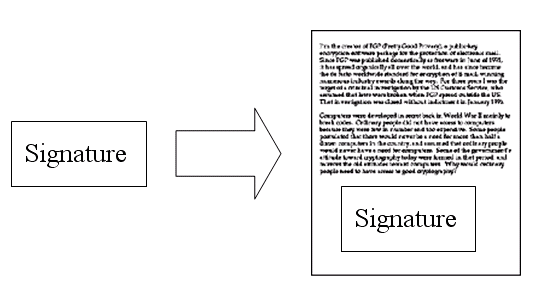 Signature
I'm the creator of PGP (Pretty Good Privacy), a public-key
encryption software package for the protection of electronic mail.
Since PGP was published domestically as freeware in June of 1991,
it has spread organically all over the world, and has since become
the de facto worldwide standard for encryption of E-mail, winning
numerous industry awards along the way. For three years I was the
target of a criminal investigation by the US Customs Service, who
assumed that laws were broken when PGP spread outside the US.
That investigation was closed without indictment in January 1996.
Computers were developed in secret back in World War II mainly to
break codes. Ordinary people did not have access to computers
because they were few in number and too expensive. Some people
postulated that there would never be a need for more than half a
dozen computers in the country, and assumed that ordinary people
would never have a need for computers. Some of the government's
attitude toward cryptography today were formed in that period, and
mirrors the old attitudes toward computers. Why would ordinary
people need to have access to good cryptography?
Signature